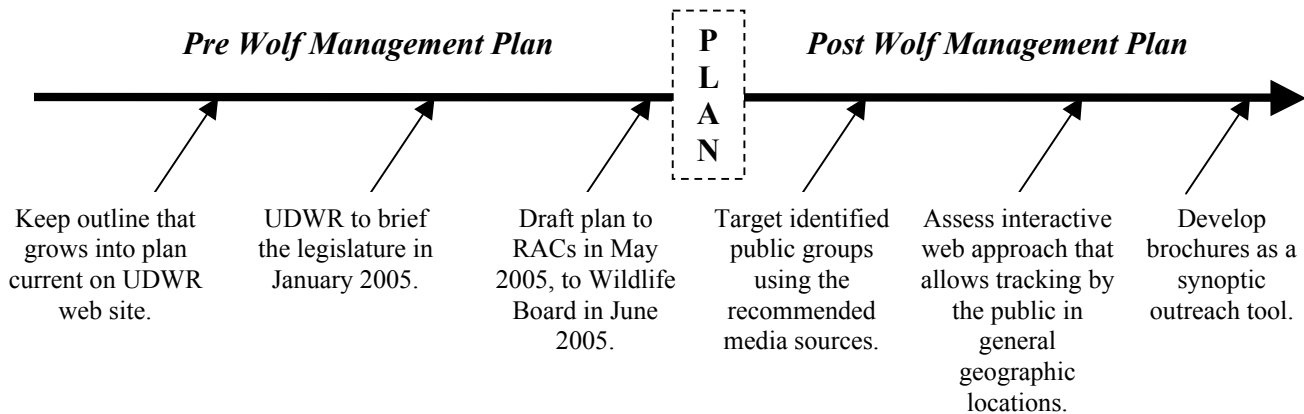 Pre Wolf Management Plan
P
L
A
N
Post Wolf Management Plan
Keep outline that
grows into plan
current on UDWR
web site.
UDWR to brief
the legislature in
January 2005.
Draft plan to
RACs in May
2005, to Wildlife
Board in June
2005.
Target identified
public groups
using the
recommended
media sources.
Assess interactive
web approach that
allows tracking by
the public in
general
geographic
locations.
Develop
brochures as a
synoptic
outreach tool.